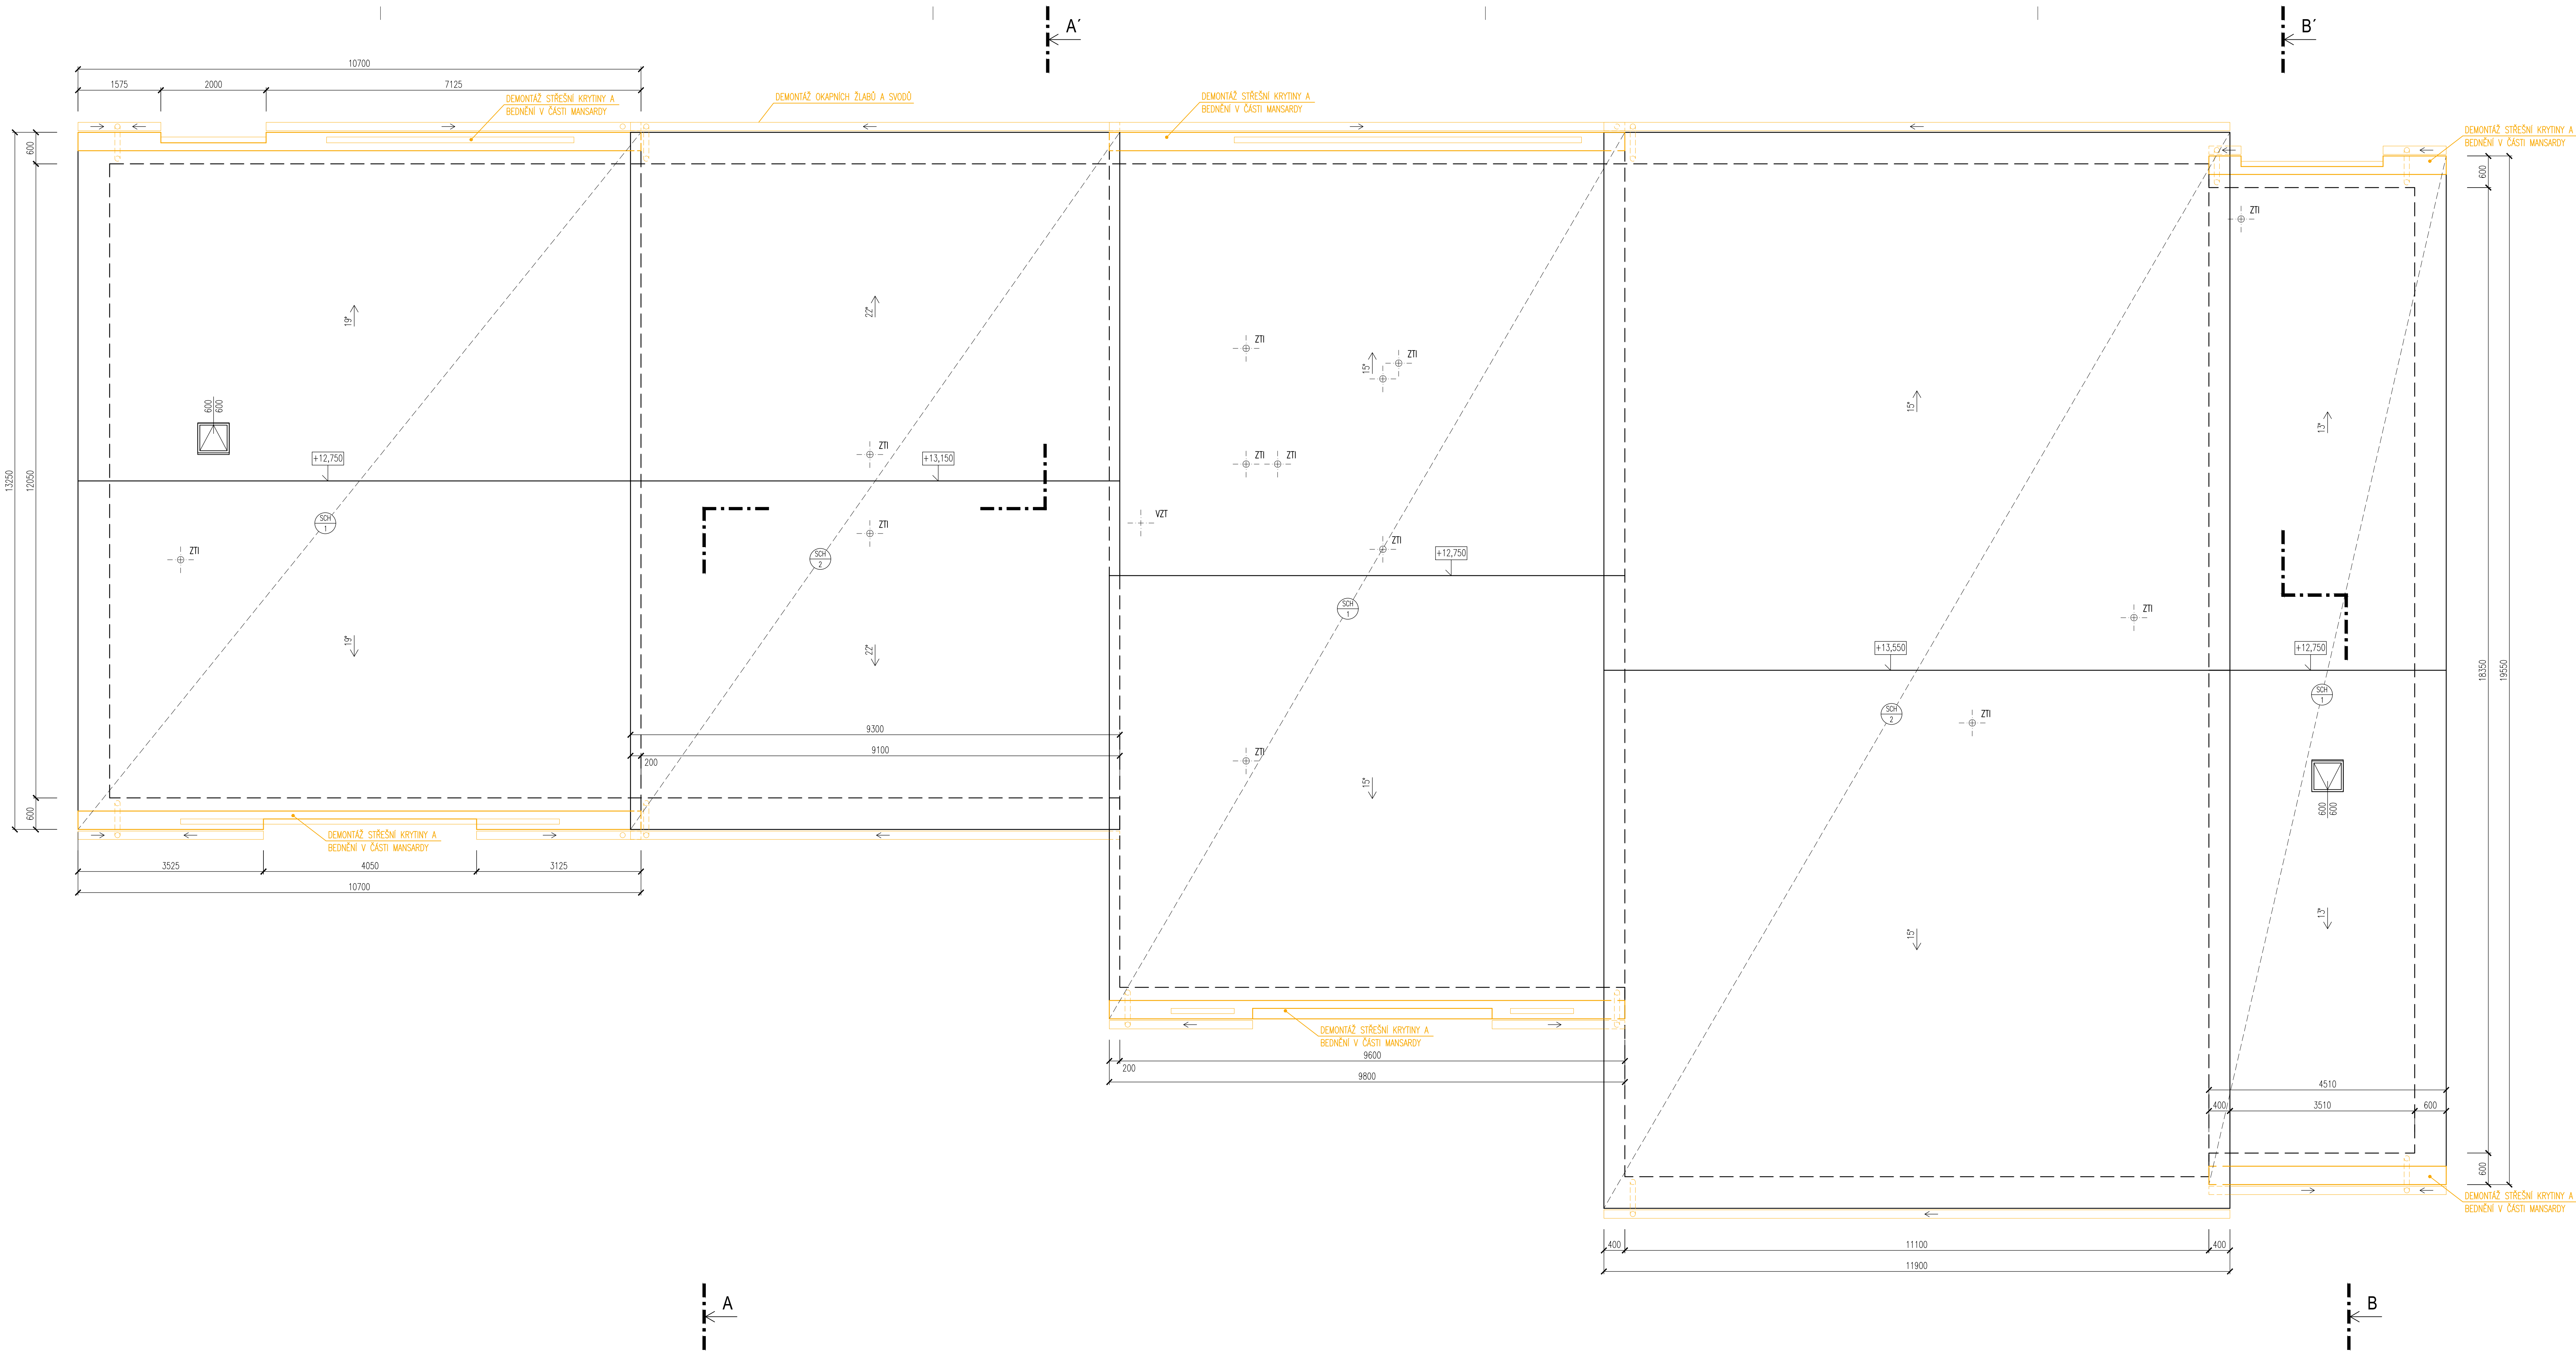 A´
B´
10700
1575
2000
7125
DEMONTÁŽ STŘEŠNÍ KRYTINY A
BEDNĚNÍ V ČÁSTI MANSARDY
DEMONTÁŽ OKAPNÍCH ŽLABŮ A SVODŮ
DEMONTÁŽ STŘEŠNÍ KRYTINY A
BEDNĚNÍ V ČÁSTI MANSARDY
DEMONTÁŽ STŘEŠNÍ KRYTINY A
BEDNĚNÍ V ČÁSTI MANSARDY
600
600
ZTI
19°
22°
ZTI
15°
ZTI
600
600
15°
13°
ZTI
+12,750
+13,150
ZTI
ZTI
13250
12050
SCH
1
VZT
ZTI
ZTI
ZTI
SCH
2
ZTI
+12,750
SCH
1
ZTI
19°
22°
+13,550
+12,750
18350
19550
SCH
2
SCH
1
ZTI
9300
9100
200
ZTI
15°
600
600
600
DEMONTÁŽ STŘEŠNÍ KRYTINY A
BEDNĚNÍ V ČÁSTI MANSARDY
3525
4050
3125
10700
15°
13°
DEMONTÁŽ STŘEŠNÍ KRYTINY A
BEDNĚNÍ V ČÁSTI MANSARDY
9600
200
9800
4510
400
3510
600
600
DEMONTÁŽ STŘEŠNÍ KRYTINY A
BEDNĚNÍ V ČÁSTI MANSARDY
400
11100
400
11900
A
B